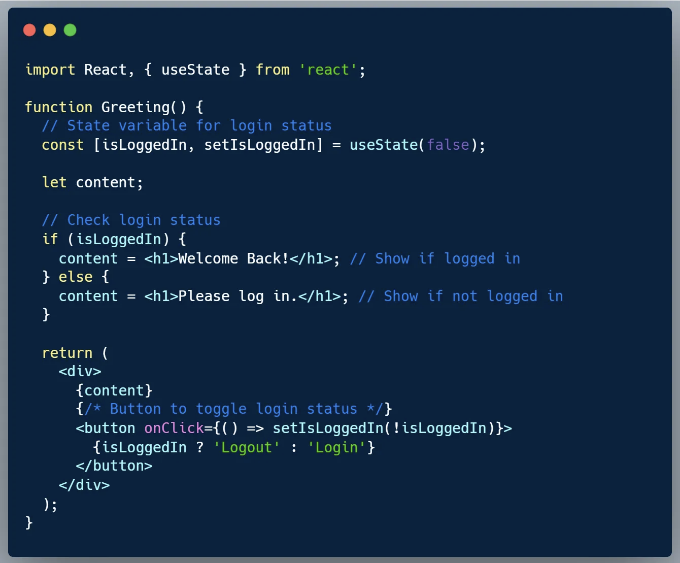 import React, { useState } from 'react';
function Greeting() {
// State variable for login status
const [isLoggedIn, setIsLoggedIn] = useState(false);
let content;
// Check login status
if (isLoggedIn) {
content = <h1>Welcome Back!</h1>; // Show if logged in
} else {
content = <h1>Please log in.</h1>; // Show if not logged in
}
return (
<div>
{content}
{/* Button to toggle login status */}
<button onClick={() => setIsLoggedIn(!isLoggedIn)}>
{isLoggedIn ? 'Logout' : 'Login'}
</button>
</div>
);
}